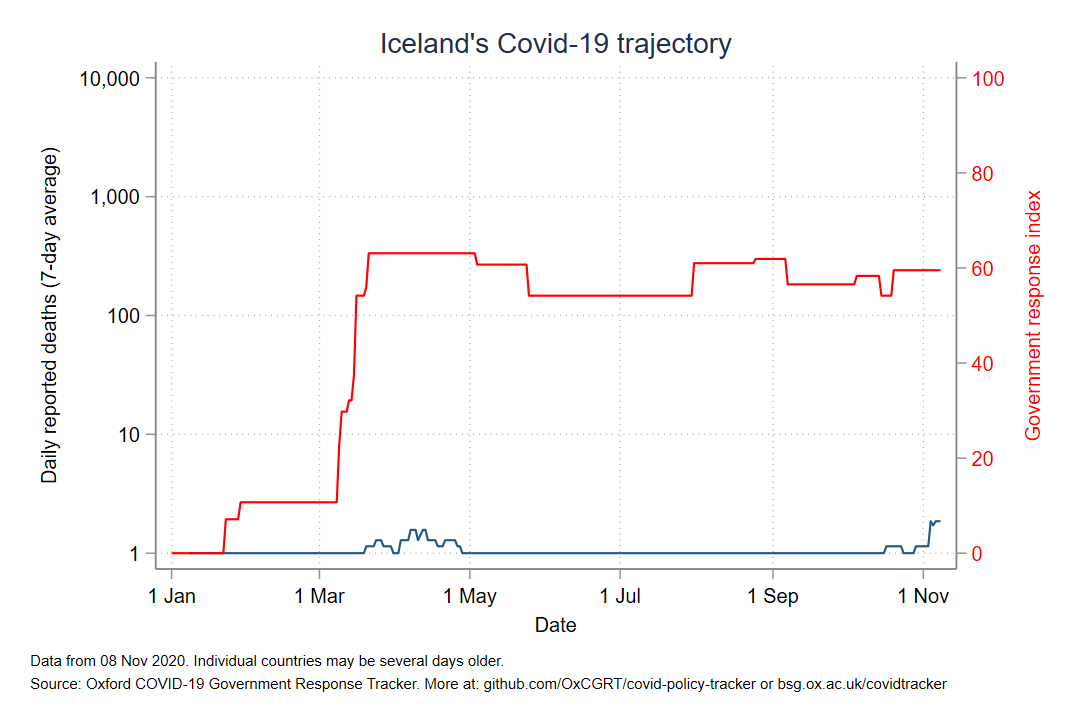 Iceland's Covid-19 trajectory
10,000
1,000
100
10
1
Daily reported deaths (7-day average)
100
80
60
40
20
0
Government response index
1 Jan
1 Mar
1 May
1 Jul
1 Sep
1 Nov
Date
Data from 08 Nov 2020. Individual countries may be several days older.
Source: Oxford COVID-19 Government Response Tracker. More at: github.com/OxCGRT/covid-policy-tracker or bsg.ox.ac.uk/covidtracker